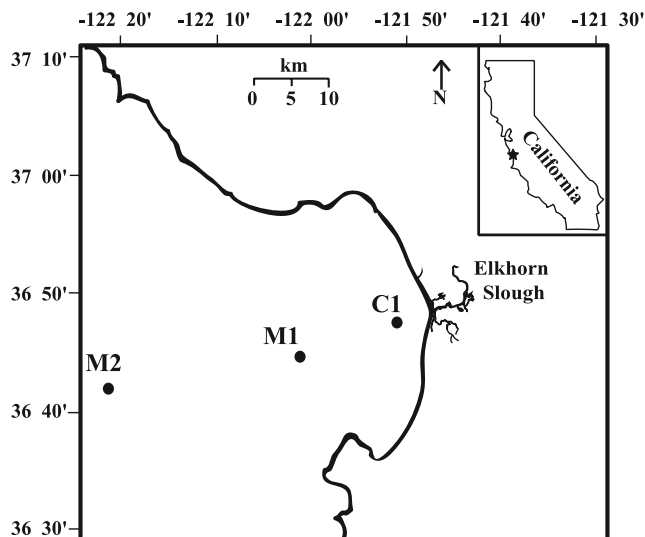 -122 20' -122 10' -122 00' -121 50' -121 40' -121 30'
37 10'
km
0 5 10
N
California
37 00'
Elkhorn
Slough
36 50'
C1
M1
M2
36 40'
36 30'